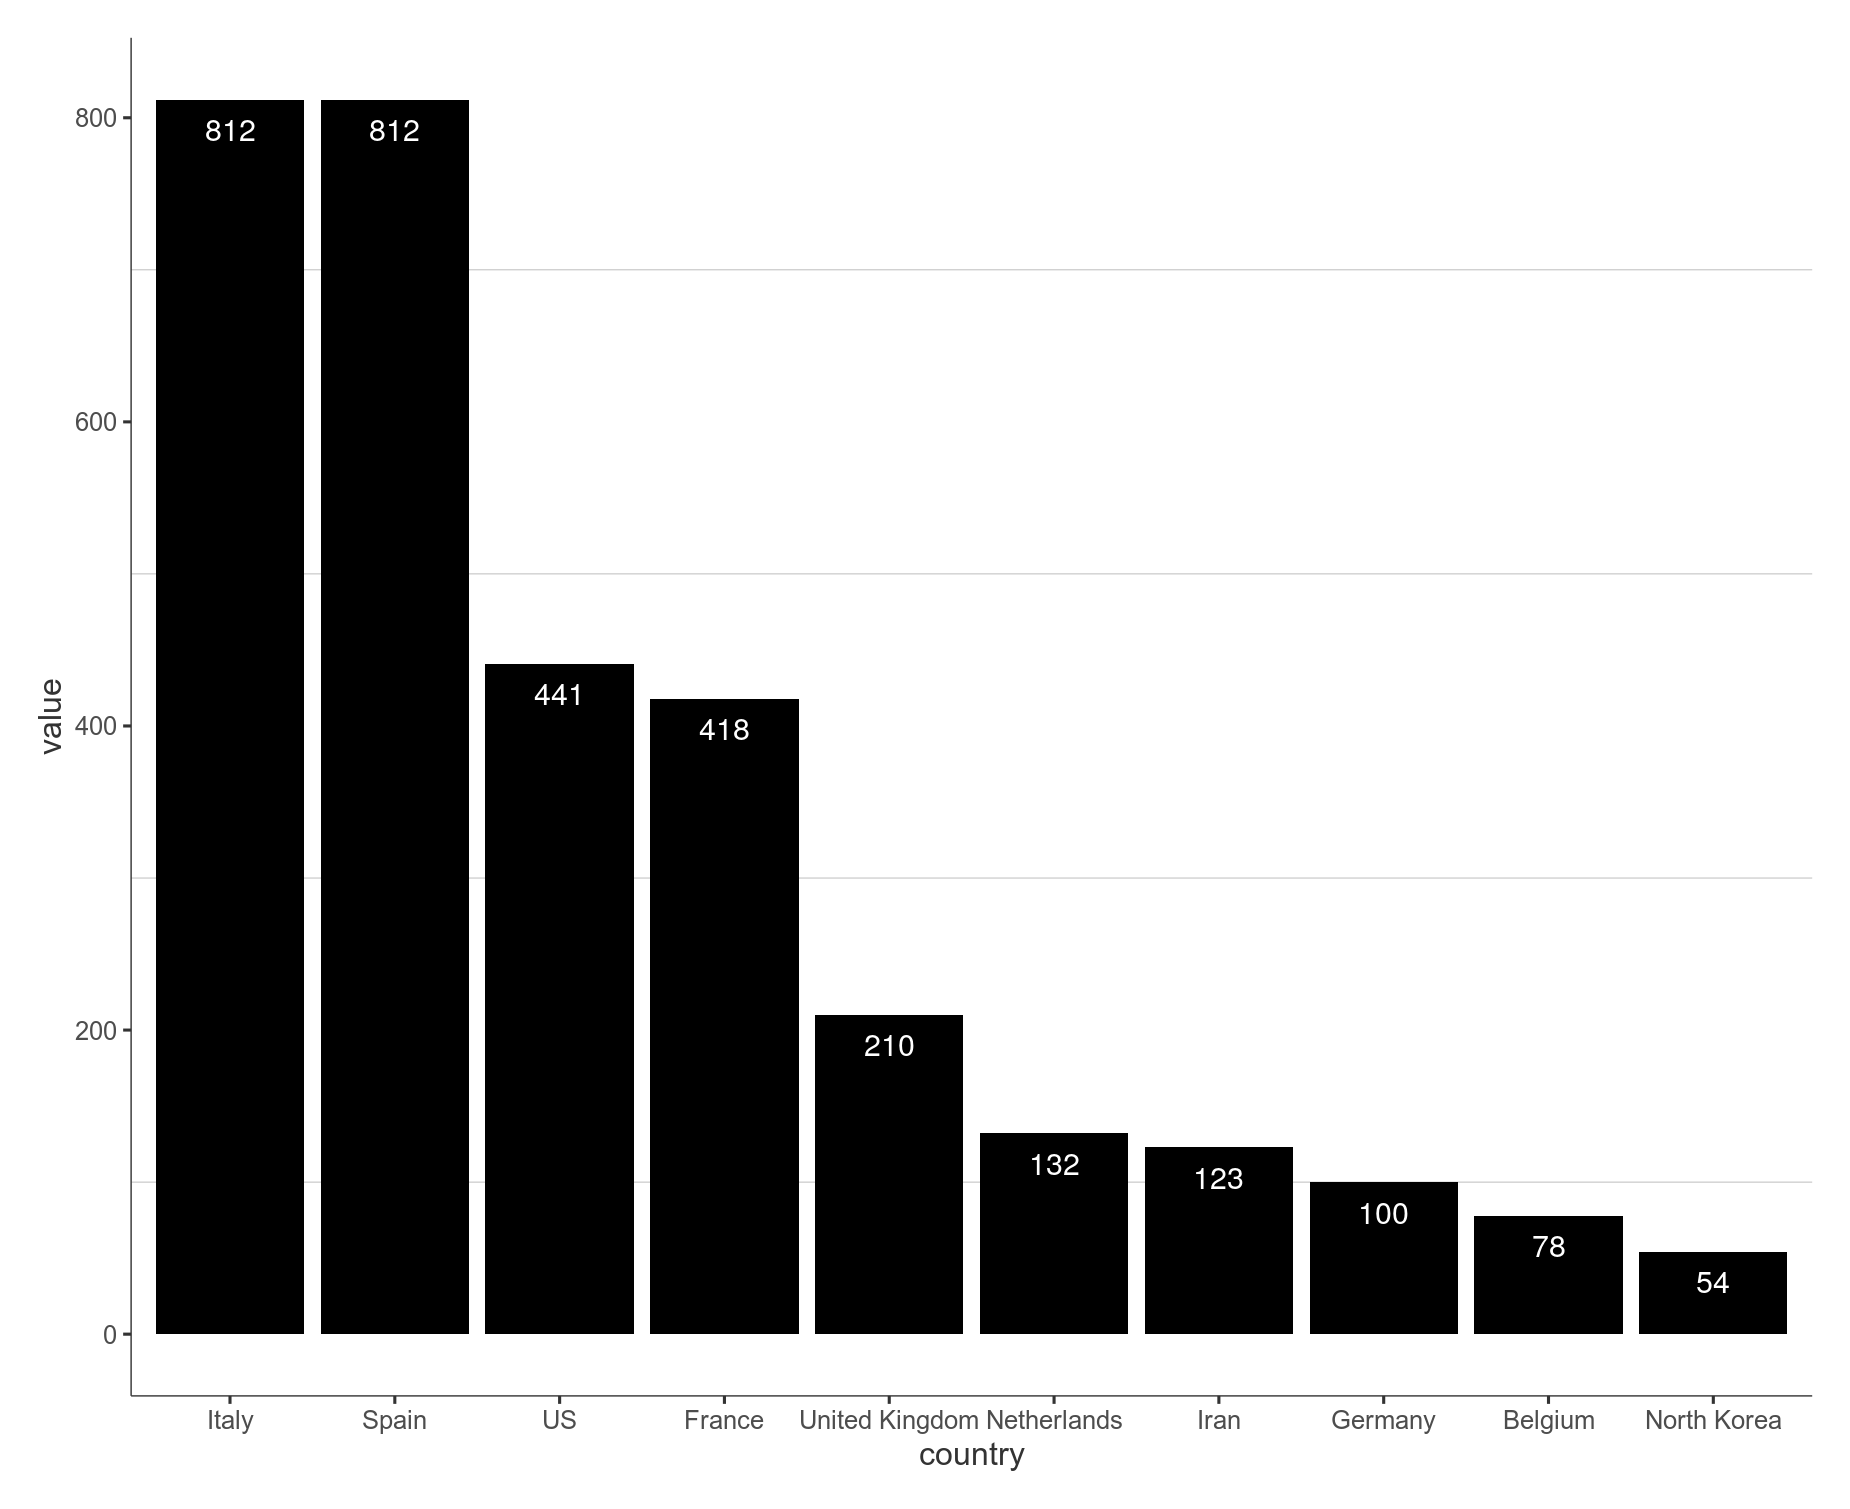 800
600
400
200
0
value
812
812
441
418
210
132
123
100
78
54
Italy
Spain
US
France
United Kingdom
Netherlands
Iran
Germany
Belgium
North Korea
country